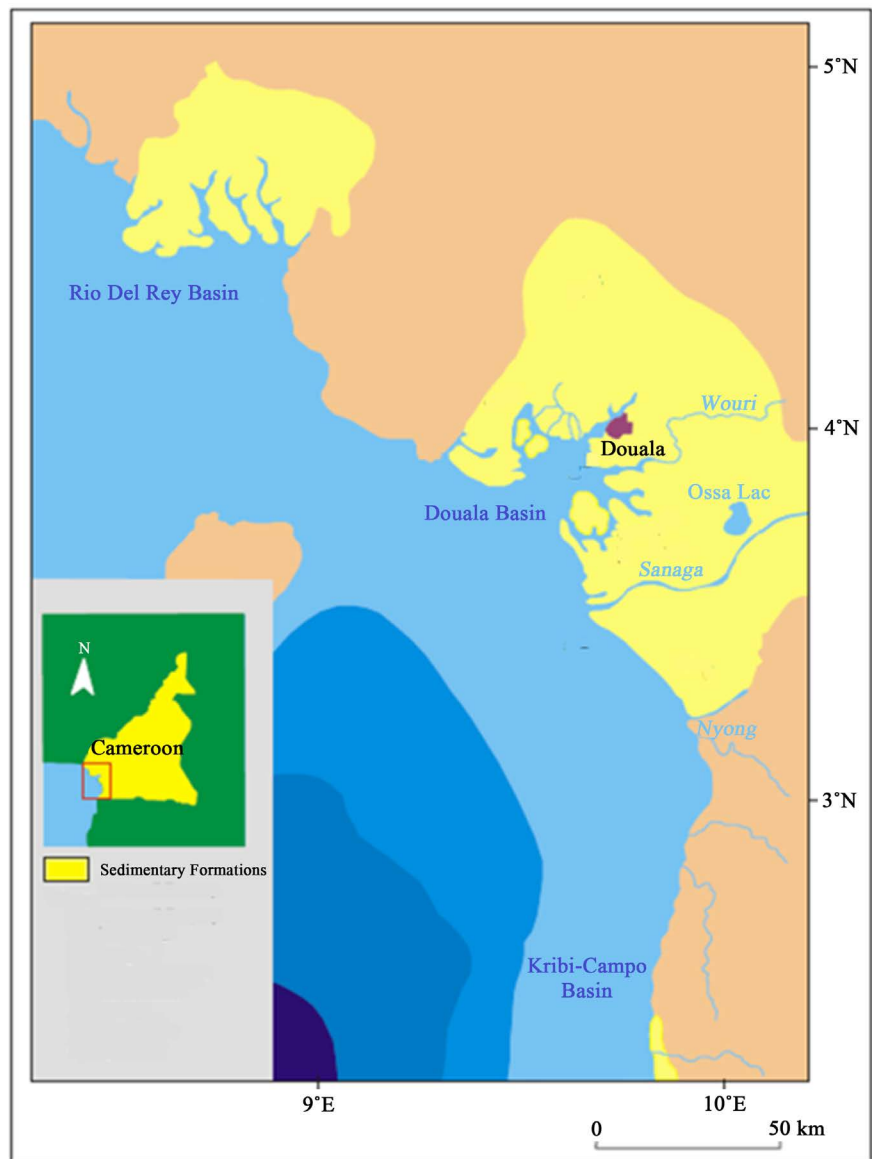 5°N
Rio Del Rey Basin
Wouri
4°N
Douala
Ossa Lac
Douala Basin
Sanaga
N
Nyong
Cameroon
3°N
Sedimentary Formations
Kribi-Campo
Basin
9°E
10°E
0
50 km